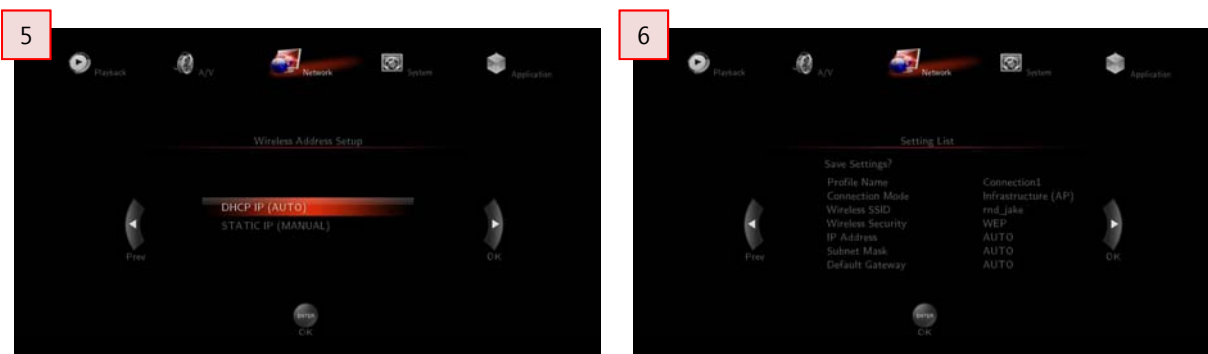 5
Playback A/V Network System Application
Wireless Address Setup
DHCP IP (AUTO)
STATIC IP (MANUAL)
Prev
OK
ENTER
OK
6
Playback A/V Network System Application
Setting List
Save Settings?
Profile Name Connection1
Connection Mode Infrastructure (AP)
Wireless SSID rnd_jake
Wireless Security WEP
IP Address AUTO
Subnet Mask AUTO
Default Gateway AUTO
Prev
OK
ENTER
OK